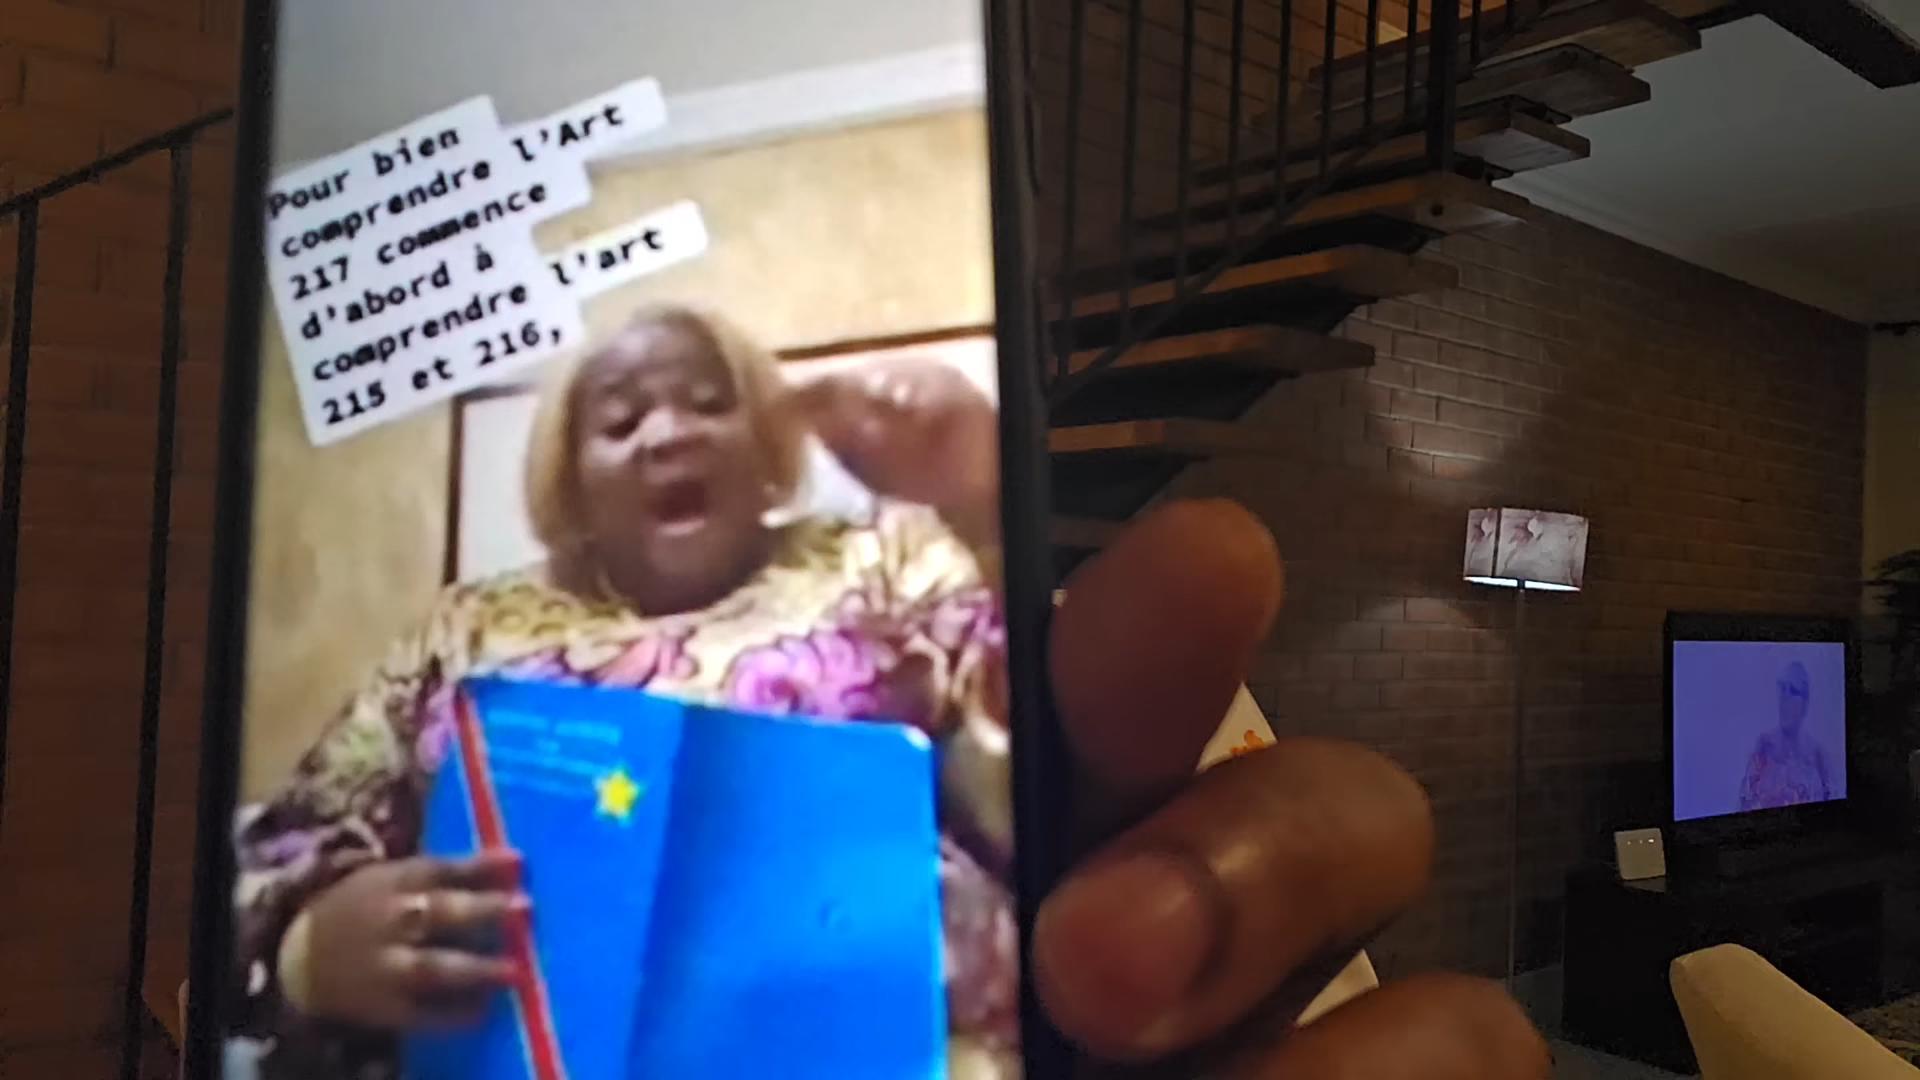 Pour bien
comprendre l'Art
217 commence
d'abord à
comprendre l'art
215 et 216,